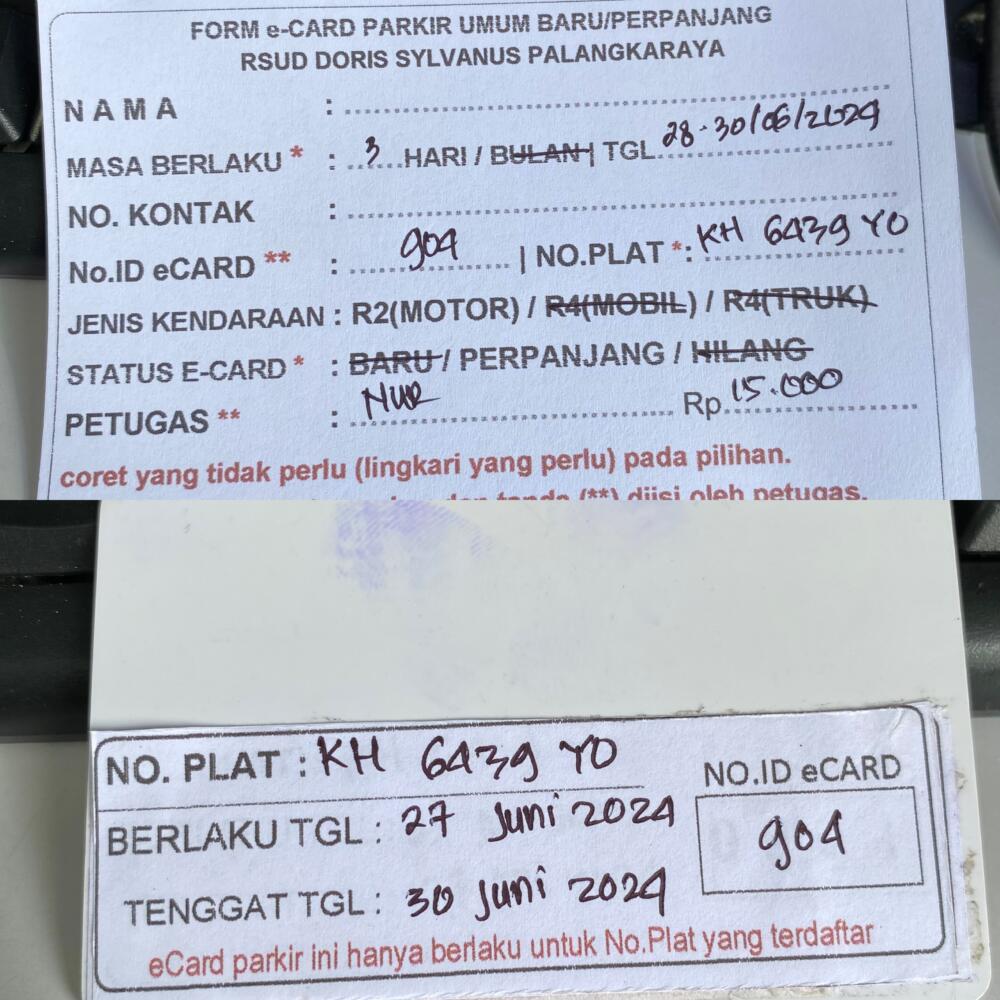 FORM e-CARD PARKIR UMUM BARU/PERPANJANG
RSUD DORIS SYLVANUS PALANGKARAYA
NAMA :
MASA BERLAKU * : 3 HARI / BULAN | TGL 28-30/06/2024
NO. KONTAK :
No.ID eCARD ** : 904 | NO.PLAT *: KH 6439 YO
JENIS KENDARAAN : R2(MOTOR) / R4(MOBIL) / R4(TRUK)
STATUS E-CARD * : BARU / PERPANJANG / HILANG
PETUGAS ** : NUR Rp 15.000
coret yang tidak perlu (lingkari yang perlu) pada pilihan.
tanda (**) diisi oleh petugas.
NO. PLAT : KH 6439 YO
NO.ID eCARD
BERLAKU TGL : 27 Juni 2024
904
TENGGAT TGL : 30 Juni 2024
eCard parkir ini hanya berlaku untuk No.Plat yang terdaftar